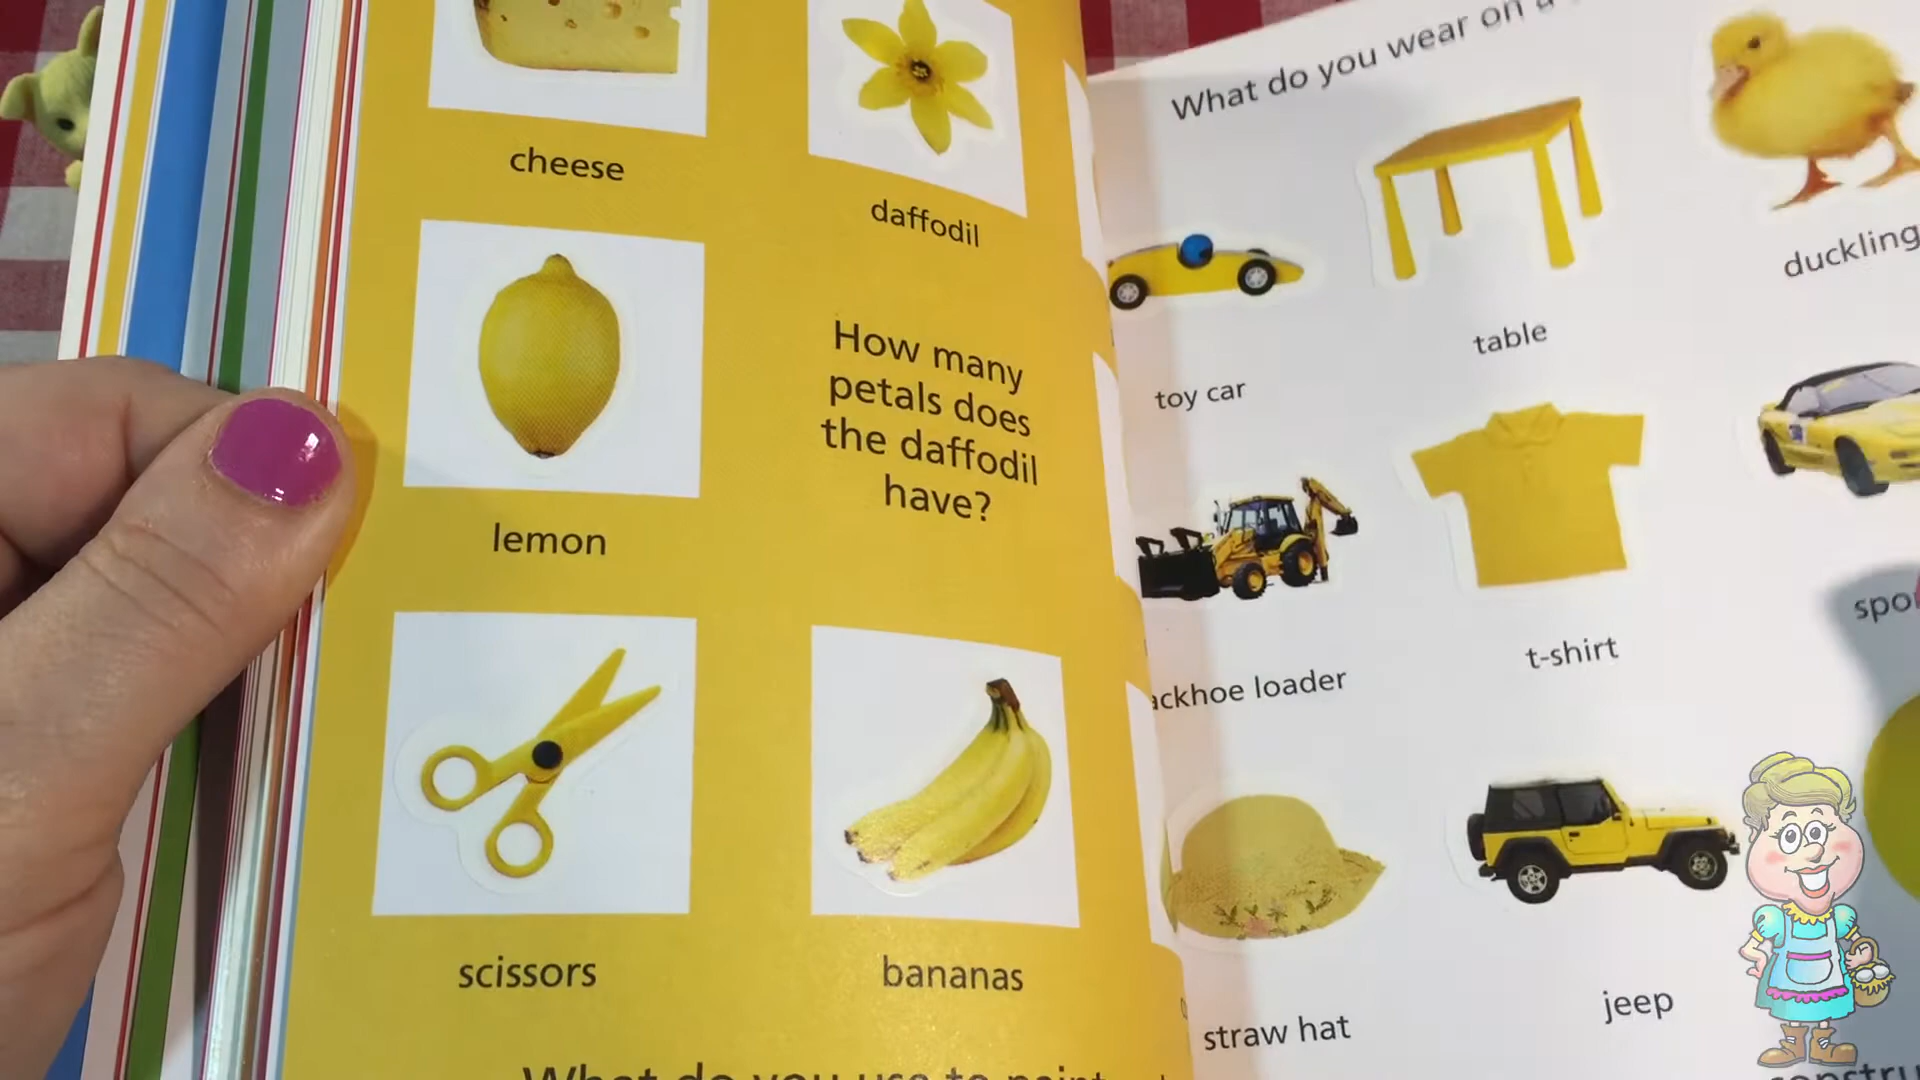 cheese
daffodil
lemon
How many
petals does
the daffodil
have?
scissors
bananas
What do you wear on a
toy car
table
duckling
loader
t-shirt
straw hat
jeep